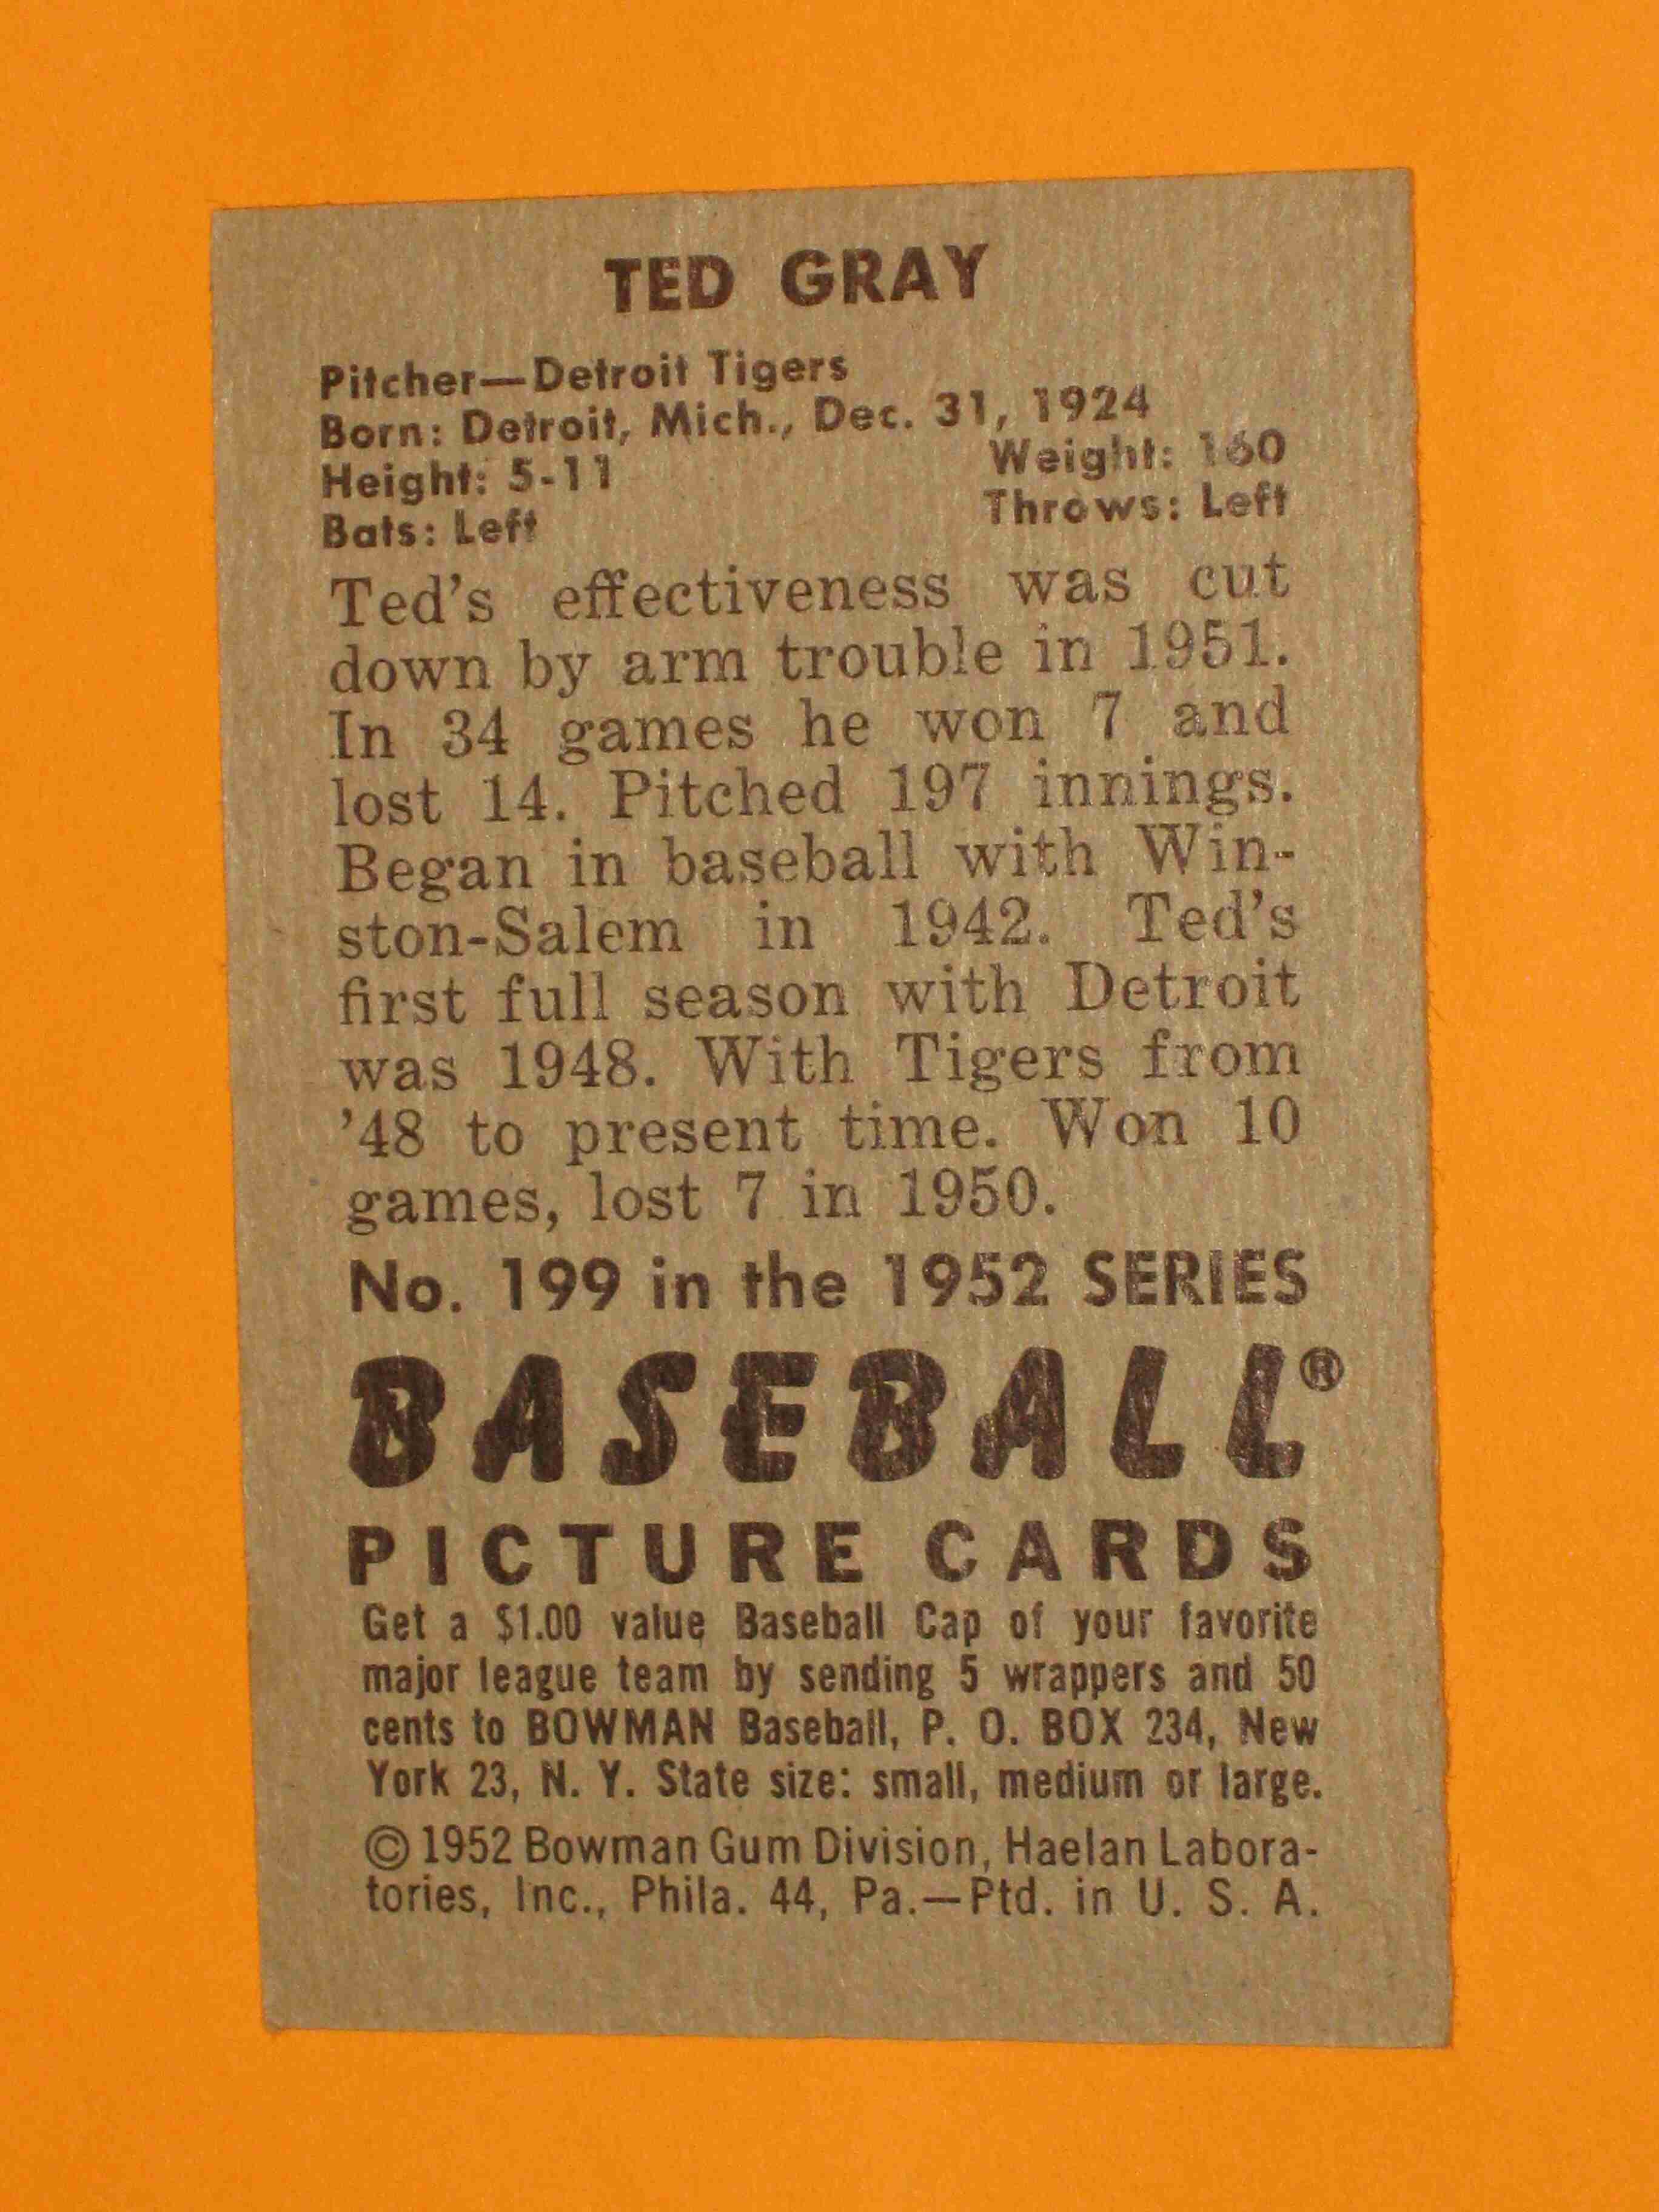 TED GRAY
Pitcher—Detroit Tigers
Born: Detroit, Mich., Dec. 31, 1924
Height: 5-11 Weight: 160
Bats: Left Throws: Left
Ted's effectiveness was cut
down by arm trouble in 1951.
In 34 games he won 7 and
lost 14. Pitched 197 innings.
Began in baseball with Win-
ston-Salem in 1942. Ted's
first full season with Detroit
was 1948. With Tigers from
'48 to present time. Won 10
games, lost 7 in 1950.
No. 199 in the 1952 SERIES
BASEBALL®
PICTURE CARDS
Get a $1.00 value Baseball Cap of your favorite
major league team by sending 5 wrappers and 50
cents to BOWMAN Baseball, P. O. BOX 234, New
York 23, N. Y. State size: small, medium or large.
©1952 Bowman Gum Division, Haelan Labora-
tories, Inc., Phila. 44, Pa.—Ptd. in U. S. A.